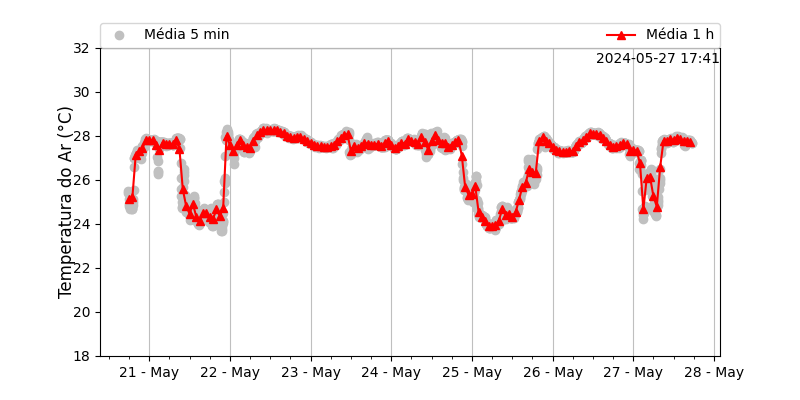 Média 5 min
Média 1 h
2024-05-27 17:41
Temperatura do Ar (°C)
32
30
28
26
24
22
20
18
21 - May
22 - May
23 - May
24 - May
25 - May
26 - May
27 - May
28 - May